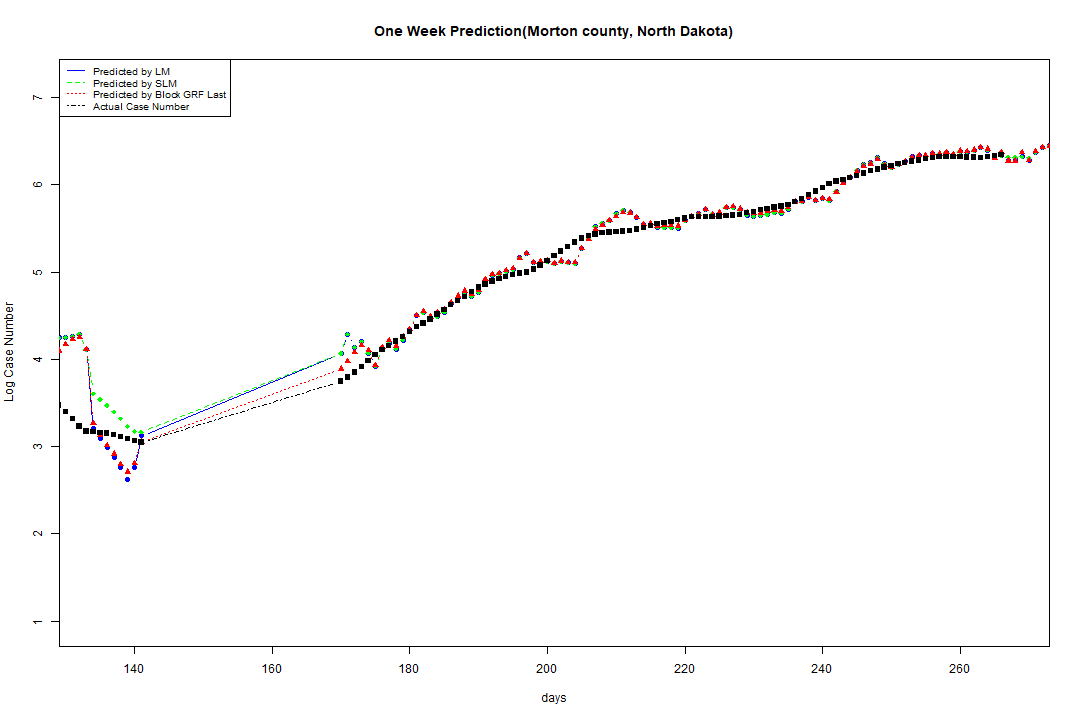 One Week Prediction(Morton county, North Dakota)
Predicted by LM
Predicted by SLM
Predicted by Block GRF Last
Actual Case Number
7
6
5
4
3
2
1
Log Case Number
140 160 180 200 220 240 260
days